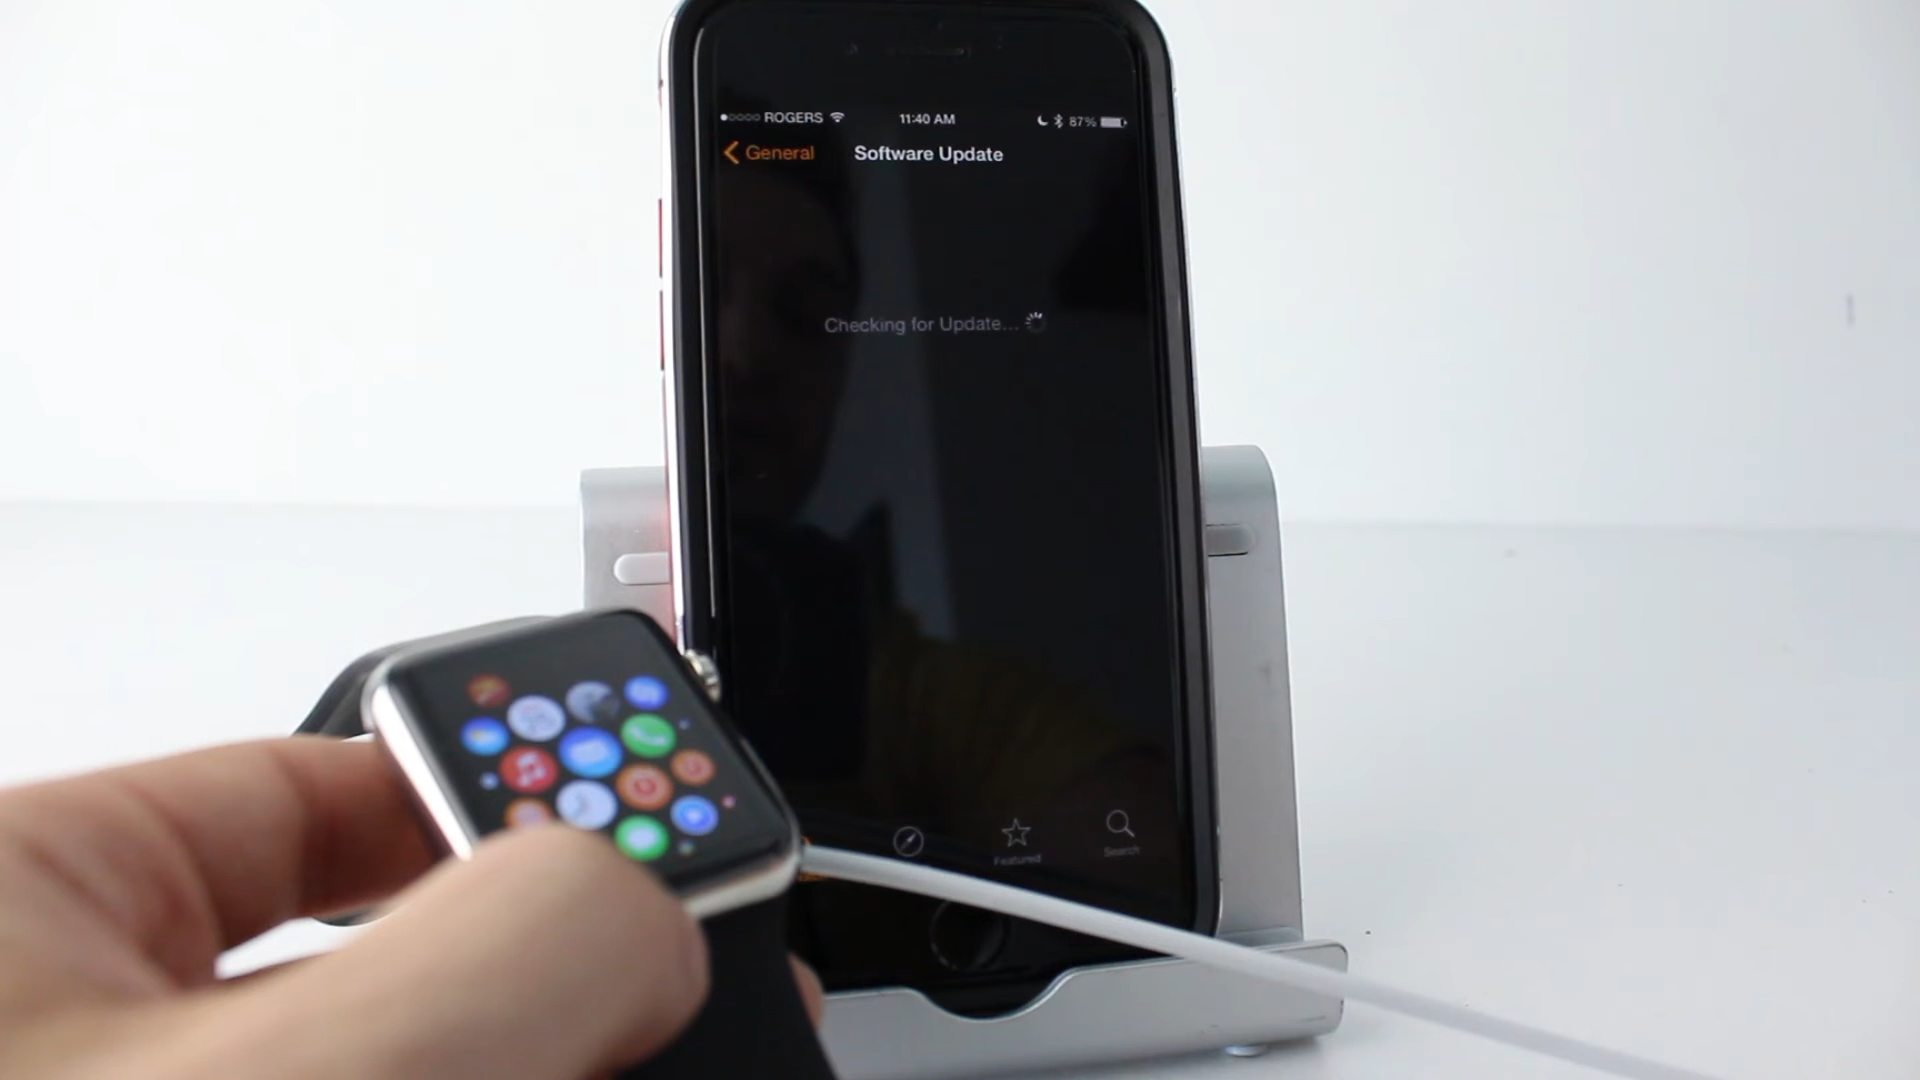 ROGERS 11:40 AM 87%
General Software Update
Checking for Update...
Featured Search